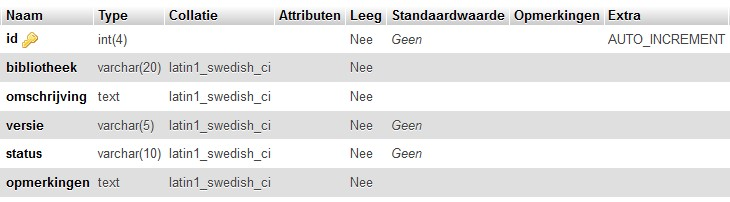 Naam Type Collatie Attributen Leeg Standaardwaarde Opmerkingen Extra
id int(4) Nee Geen AUTO_INCREMENT
bibliotheek varchar(20) latin1_swedish_ci Nee
omschrijving text latin1_swedish_ci Nee
versie varchar(5) latin1_swedish_ci Nee Geen
status varchar(10) latin1_swedish_ci Nee Geen
opmerkingen text latin1_swedish_ci Nee